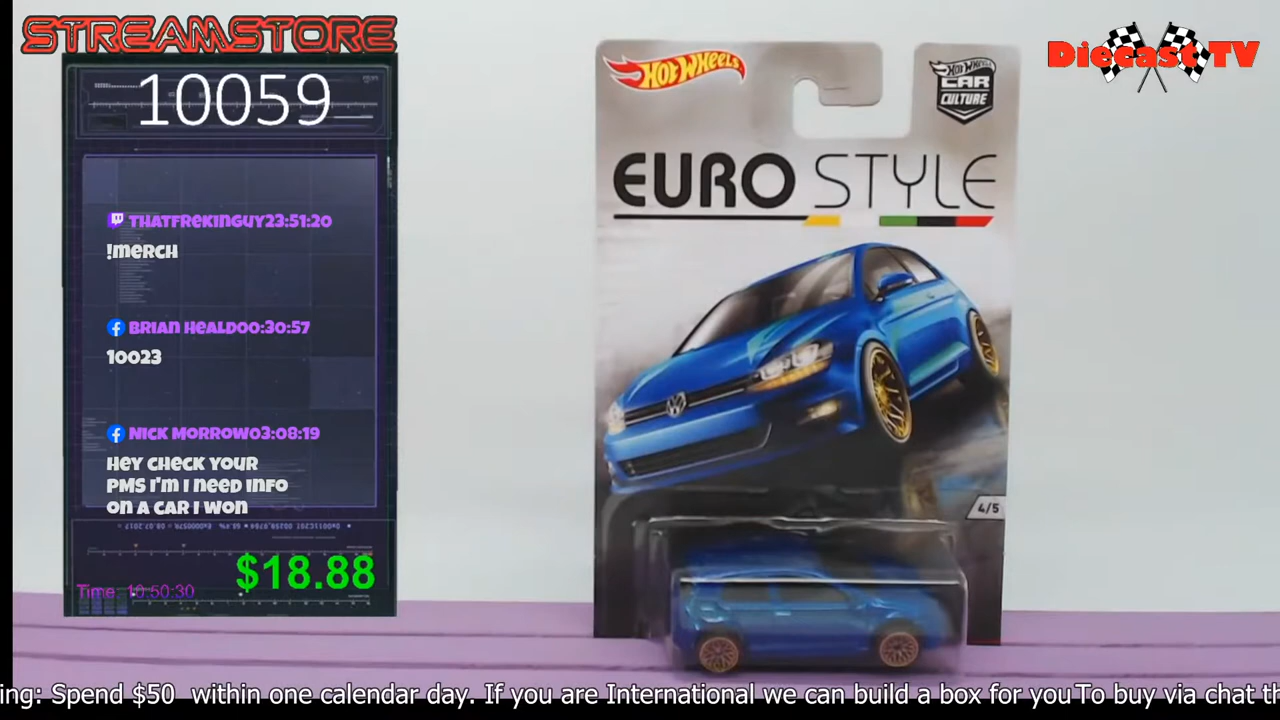 STREAMSTORE
10059
THATFREKINGUY23:51:20
!MERCH
BRIAN HEALD00:30:57
10023
NICK MORROW03:08:19
HEY CHECK YOUR
PMS I'M I NEED INFO
ON A CAR I WON
$18.88
Time: 10:50:30
HOT WHEELS
HOT WHEELS
CAR
CULTURE
EURO STYLE
4/5
Diecast TV
ing: Spend $50 within one calendar day. If you are International we can build a box for youTo buy via chat th